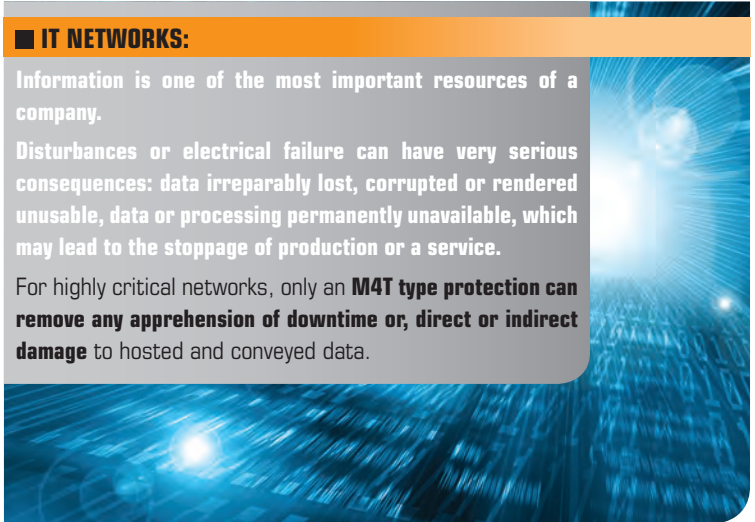 IT NETWORKS:
Information is one of the most important resources of a
company.
Disturbances or electrical failure can have very serious
consequences: data irreparably lost, corrupted or rendered
unusable, data or processing permanently unavailable, which
may lead to the stoppage of production or a service.
For highly critical networks, only an M4T type protection can
remove any apprehension of downtime or, direct or indirect
damage to hosted and conveyed data.